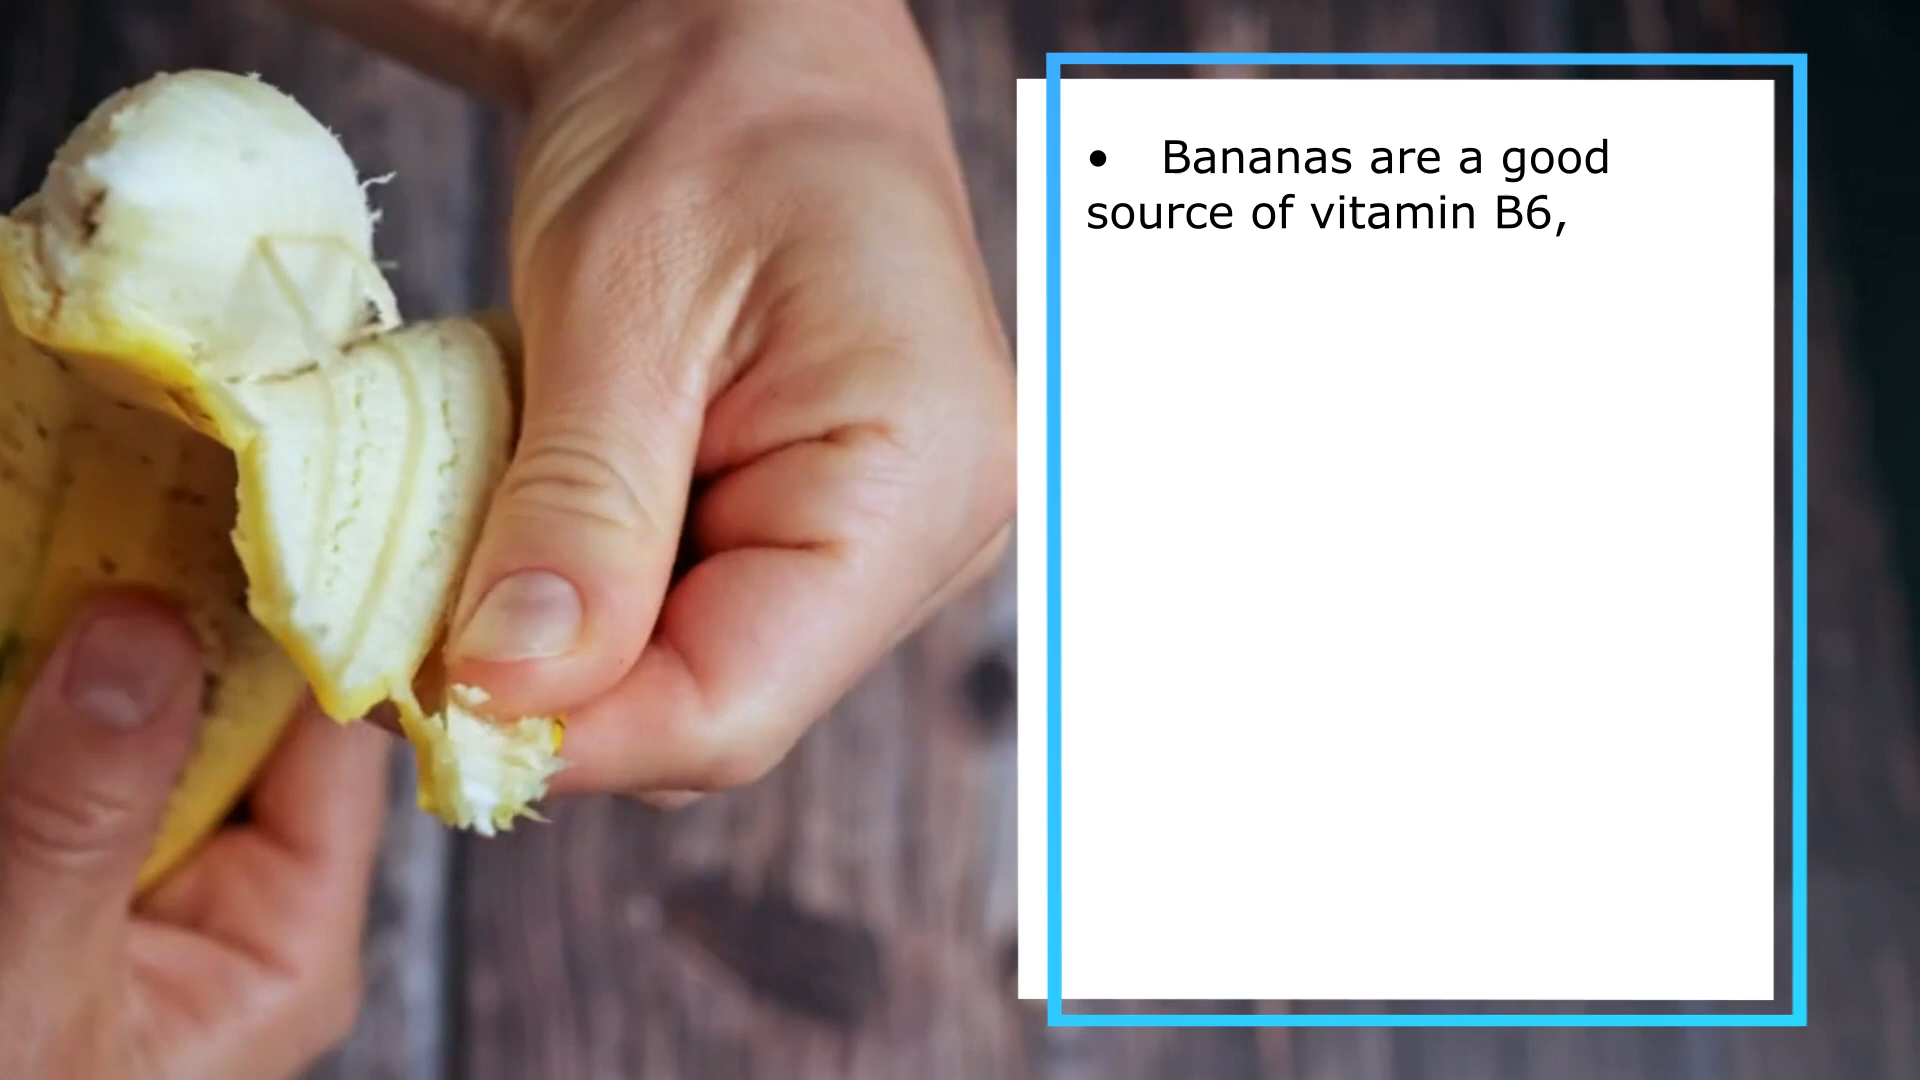 •    Bananas are a good
source of vitamin B6,